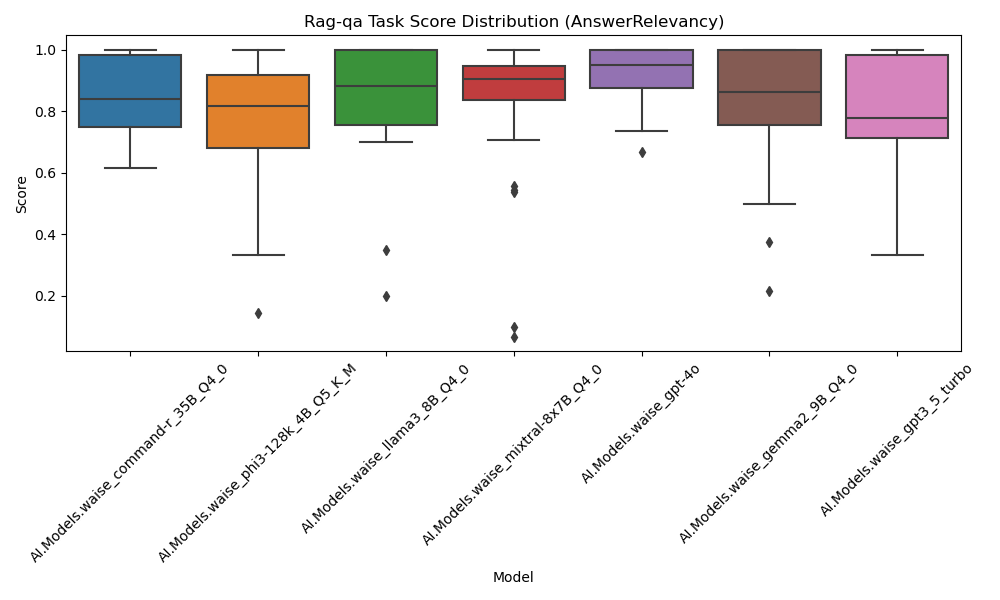 Rag-qa Task Score Distribution (AnswerRelevancy)
1.0
0.8
0.6
0.4
0.2
Score
AI.Models.waise_command-r_35B_Q4_0
AI.Models.waise_phi3-128K_4B_Q5_K_M
AI.Models.waise_llama3_8B_Q4_0
AI.Models.waise_mixtral-8x7B_Q4_0
AI.Models.waise_gpt-4o
AI.Models.waise_gemma2_9B_Q4_0
AI.Models.waise_gpt3_5_turbo
Model